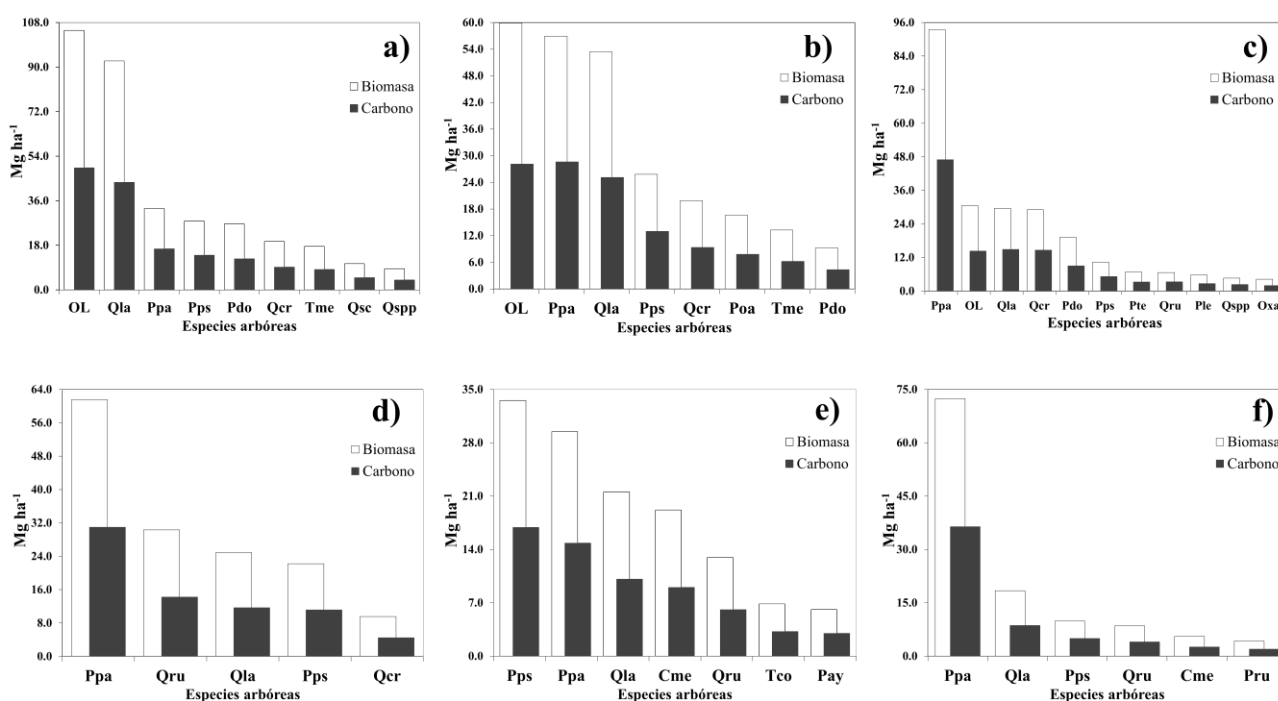 a)
Biomasa
Carbono
Mg ha⁻¹
108.0
90.0
72.0
54.0
36.0
18.0
0.0
OL Qla Ppa Pps Pdo Qcr Tme Qsc Qspp
Especies arbóreas
b)
Biomasa
Carbono
Mg ha⁻¹
60.0
54.0
48.0
42.0
36.0
30.0
24.0
18.0
12.0
6.0
0.0
OL Ppa Qla Pps Qcr Poa Tme Pdo
Especies arbóreas
c)
Biomasa
Carbono
Mg ha⁻¹
96.0
84.0
72.0
60.0
48.0
36.0
24.0
12.0
0.0
Ppa OL Qla Qcr Pdo Pps Pte Qru Ple Qspp Oxa
Especies arbóreas
d)
Biomasa
Carbono
Mg ha⁻¹
64.0
56.0
48.0
40.0
32.0
24.0
16.0
8.0
0.0
Ppa Qru Qla Pps Qcr
Especies arbóreas
e)
Biomasa
Carbono
Mg ha⁻¹
35.0
28.0
21.0
14.0
7.0
0.0
Pps Ppa Qla Cme Qru Tco Pay
Especies arbóreas
f)
Biomasa
Carbono
Mg ha⁻¹
75.0
60.0
45.0
30.0
15.0
0.0
Ppa Qla Pps Qru Cme Pru
Especies arbóreas